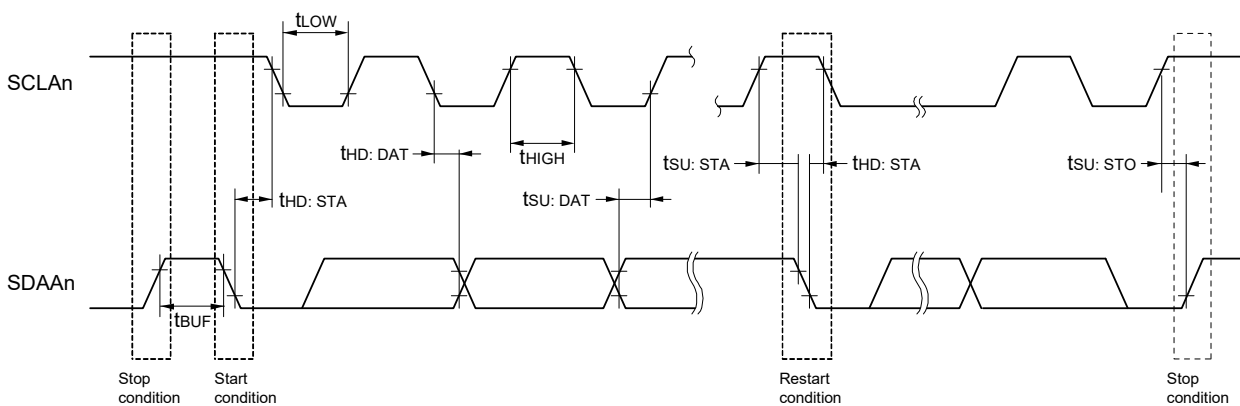 tLOW
SCLAn
tHD: DAT
tHIGH
tSU: STA
tHD: STA
tSU: STO
tHD: STA
tSU: DAT
SDAAn
tBUF
Stop
condition
Start
condition
Restart
condition
Stop
condition